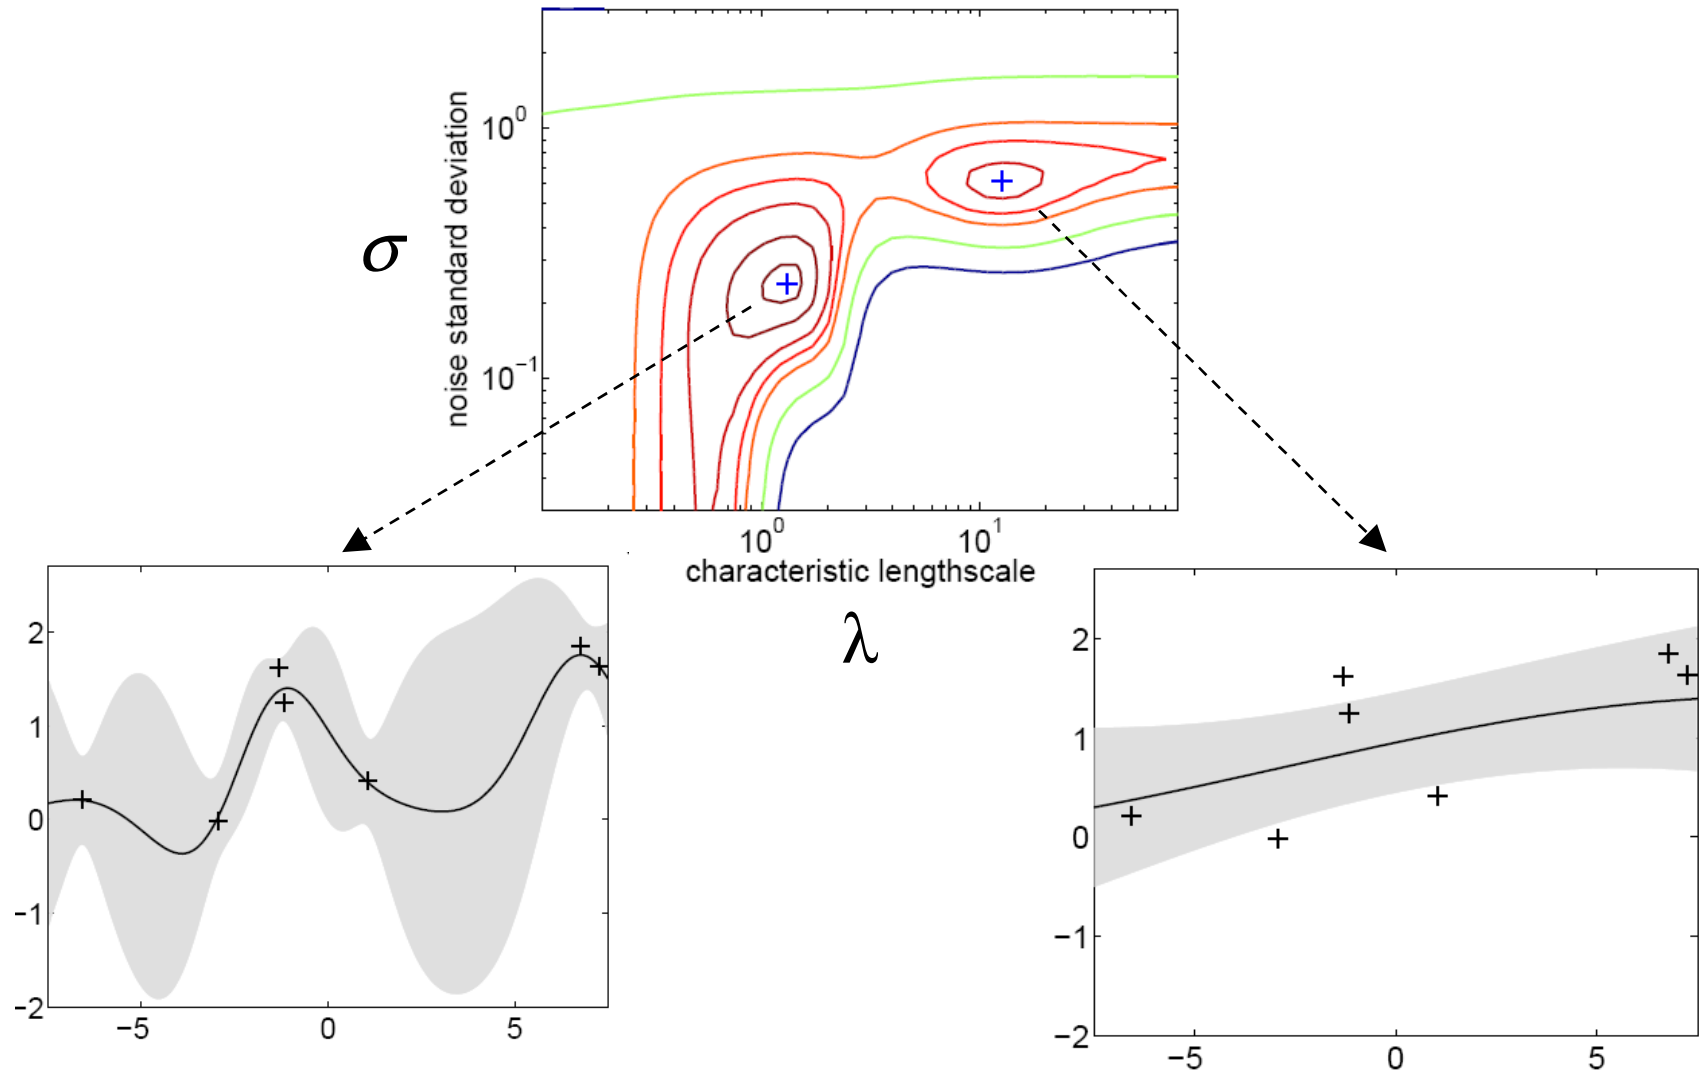 10^0
10^−1
noise standard deviation
σ
10^0 10^1
characteristic lengthscale
λ
2
1
0
−1
−2
−5 0 5
2
1
0
−1
−2
−5 0 5